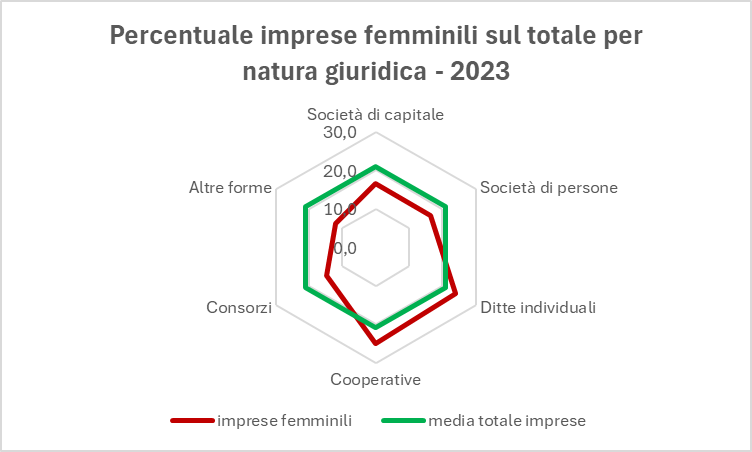 Percentuale imprese femminili sul totale per
natura giuridica - 2023
Società di capitale
30,0
20,0
10,0
0,0
Altre forme
Società di persone
Consorzi
Ditte individuali
Cooperative
imprese femminili
media totale imprese